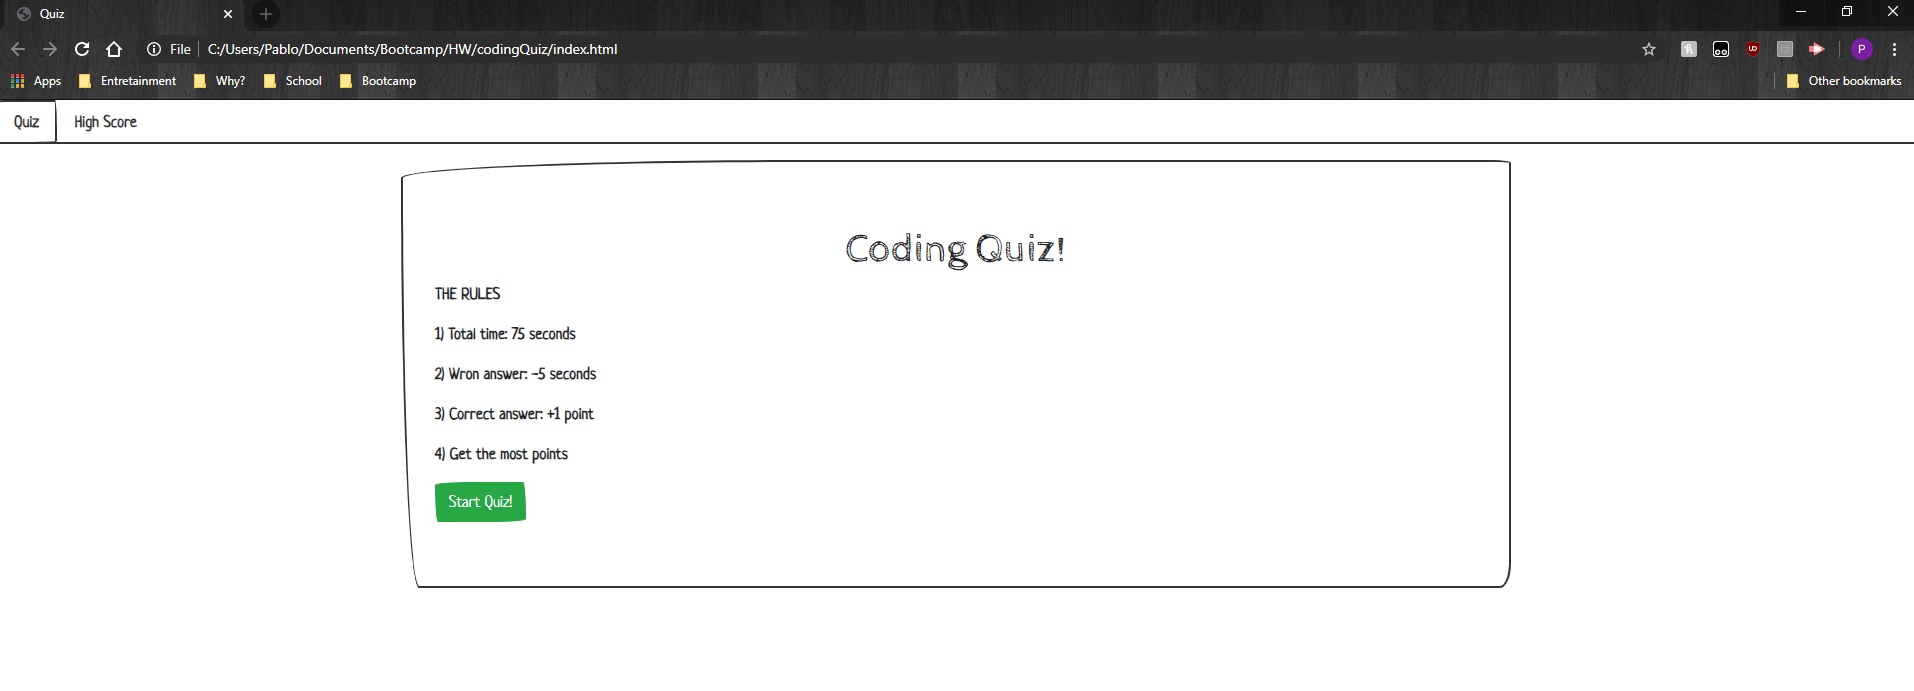 Quiz
File C:/Users/Pablo/Documents/Bootcamp/HW/codingQuiz/index.html
P
Apps Entretainment Why? School Bootcamp Other bookmarks
Quiz High Score
Coding Quiz!
THE RULES
1) Total time: 75 seconds
2) Wron answer: -5 seconds
3) Correct answer: +1 point
4) Get the most points
Start Quiz!